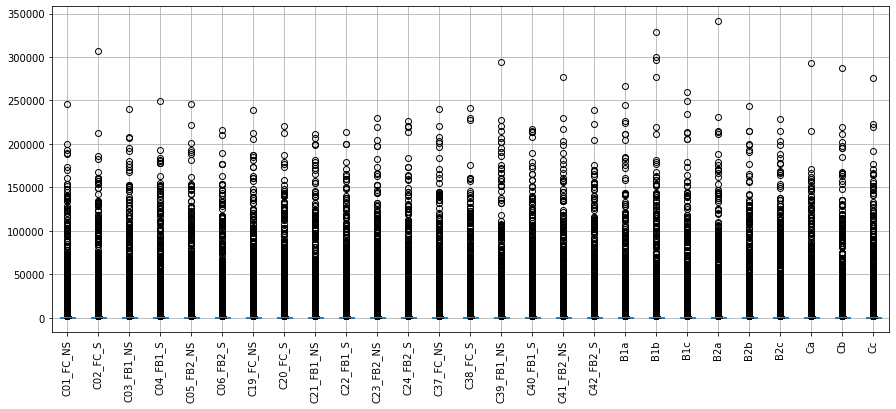 350000
300000
250000
200000
150000
100000
50000
0
C01_FC_NS
C02_FC_S
C03_FB1_NS
C04_FB1_S
C05_FB2_NS
C06_FB2_S
C19_FC_NS
C20_FC_S
C21_FB1_NS
C22_FB1_S
C23_FB2_NS
C24_FB2_S
C37_FC_NS
C38_FC_S
C39_FB1_NS
C40_FB1_S
C41_FB2_NS
C42_FB2_S
B1a
B1b
B1c
B2a
B2b
B2c
Ca
Cb
Cc